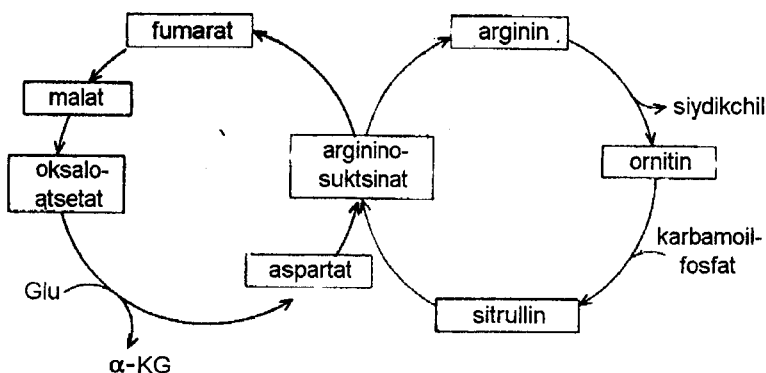 fumarat
arginin
malat
siydikchil
oksalo-
atsetat
arginino-
suktsinat
ornitin
karbamoil-
fosfat
aspartat
Glu
sitrullin
α-KG